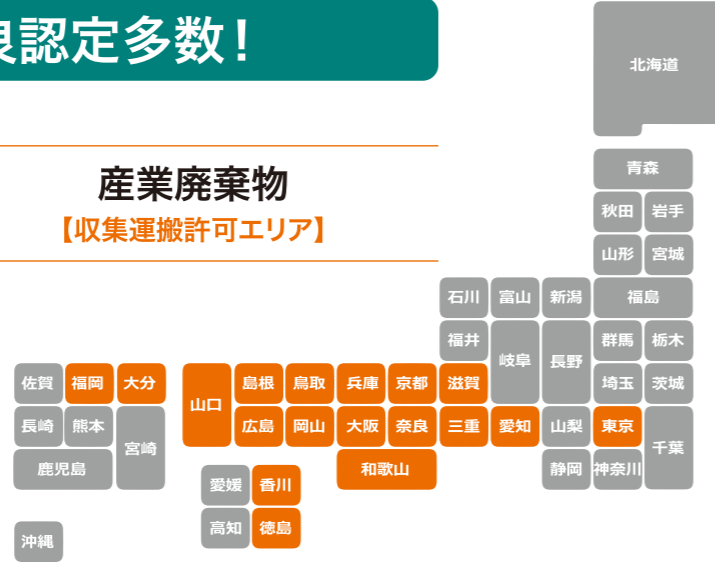 良認定多数！
産業廃棄物
【収集運搬許可エリア】
北海道
青森
秋田 岩手
山形 宮城
石川 富山 新潟 福島
福井 岐阜 長野 群馬 栃木
佐賀 福岡 大分 山口 島根 鳥取 兵庫 京都 滋賀 埼玉 茨城
長崎 熊本 宮崎 広島 岡山 大阪 奈良 三重 愛知 山梨 東京 千葉
鹿児島 和歌山 静岡 神奈川
愛媛 香川
高知 徳島
沖縄